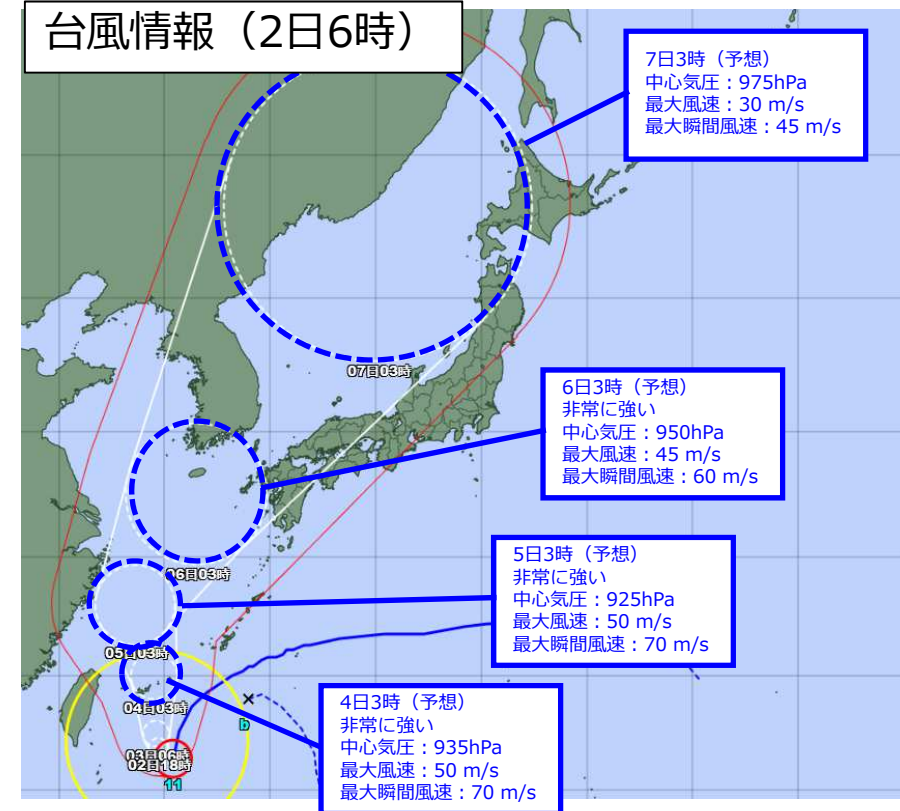 台風情報（2日6時）
7日3時（予想）
中心気圧：975hPa
最大風速：30 m/s
最大瞬間風速：45 m/s
07日03時
6日3時（予想）
非常に強い
中心気圧：950hPa
最大風速：45 m/s
最大瞬間風速：60 m/s
06日03時
5日3時（予想）
非常に強い
中心気圧：925hPa
最大風速：50 m/s
最大瞬間風速：70 m/s
05日03時
4日3時（予想）
非常に強い
中心気圧：935hPa
最大風速：50 m/s
最大瞬間風速：70 m/s
04日03時
b
03日06時
02日18時
11